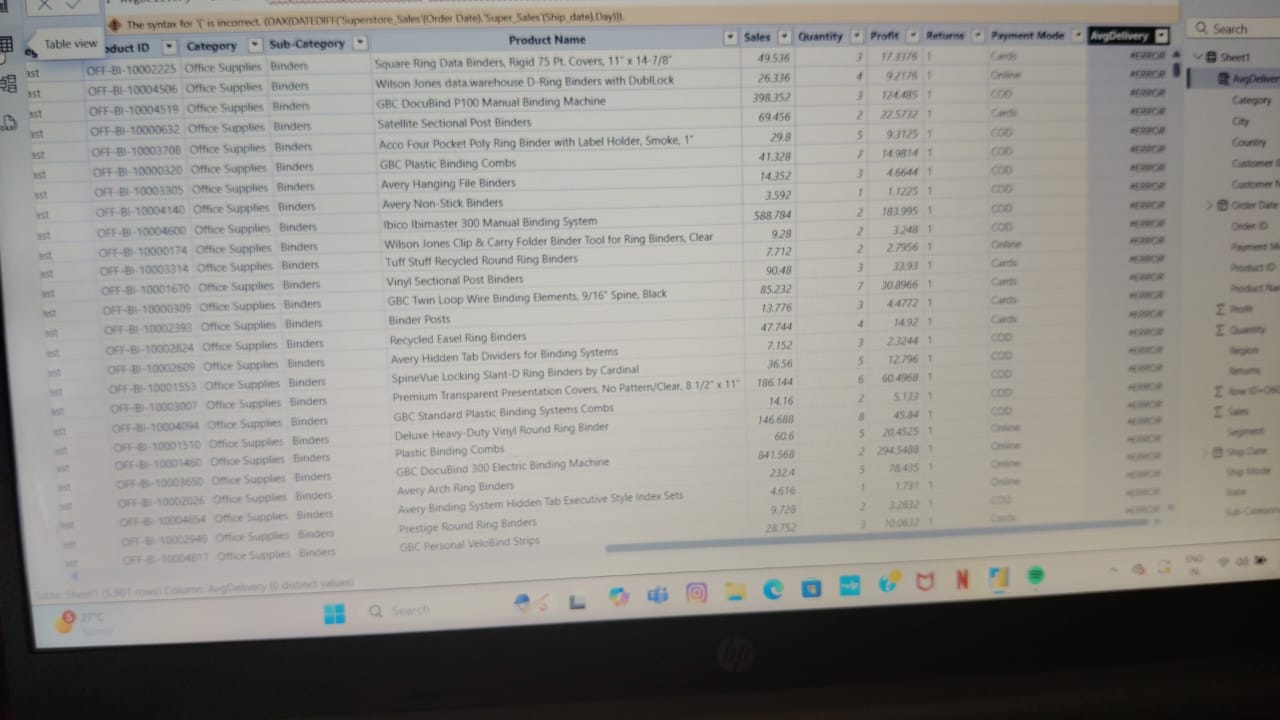 The syntax for '(' is incorrect. (DAX(DATEDIFF('Superstore_Sales'(Order Date),'Super_Sales'(Ship_date),Day))).
Table view
duct ID Category Sub-Category Product Name Sales Quantity Profit Returns Payment Mode AvgDelivery
ast OFF-BI-10002225 Office Supplies Binders Square Ring Data Binders, Rigid 75 Pt. Covers, 11" x 14-7/8" 49.536 3 17.3376 1 Cards #ERROR
ast OFF-BI-10004506 Office Supplies Binders Wilson Jones data.warehouse D-Ring Binders with DublLock 26.336 4 9.2176 1 Online #ERROR
ast OFF-BI-10004519 Office Supplies Binders GBC DocuBind P100 Manual Binding Machine 398.352 3 124.485 1 COD #ERROR
ast OFF-BI-10000632 Office Supplies Binders Satellite Sectional Post Binders 69.456 2 22.5732 1 Cards #ERROR
ast OFF-BI-10003708 Office Supplies Binders Acco Four Pocket Poly Ring Binder with Label Holder, Smoke, 1" 29.8 5 9.3125 1 COD #ERROR
ast OFF-BI-10000320 Office Supplies Binders GBC Plastic Binding Combs 41.328 7 14.9814 1 COD #ERROR
ast OFF-BI-10003305 Office Supplies Binders Avery Hanging File Binders 14.352 3 4.6644 1 COD #ERROR
ast OFF-BI-10004140 Office Supplies Binders Avery Non-Stick Binders 3.592 1 1.1225 1 COD #ERROR
ast OFF-BI-10004600 Office Supplies Binders Ibico Ibimaster 300 Manual Binding System 588.784 2 183.995 1 COD #ERROR
ast OFF-BI-10000174 Office Supplies Binders Wilson Jones Clip & Carry Folder Binder Tool for Ring Binders, Clear 9.28 2 3.248 1 COD #ERROR
ast OFF-BI-10003314 Office Supplies Binders Tuff Stuff Recycled Round Ring Binders 7.712 2 2.7956 1 Online #ERROR
ast OFF-BI-10001670 Office Supplies Binders Vinyl Sectional Post Binders 90.48 3 33.93 1 Cards #ERROR
ast OFF-BI-10000309 Office Supplies Binders GBC Twin Loop Wire Binding Elements, 9/16" Spine, Black 85.232 7 30.8966 1 Cards #ERROR
ast OFF-BI-10002393 Office Supplies Binders Binder Posts 13.776 3 4.4772 1 Cards #ERROR
ast OFF-BI-10002824 Office Supplies Binders Recycled Easel Ring Binders 47.744 4 14.92 1 Cards #ERROR
ast OFF-BI-10002609 Office Supplies Binders Avery Hidden Tab Dividers for Binding Systems 7.152 3 2.3244 1 COD #ERROR
ast OFF-BI-10001553 Office Supplies Binders SpineVue Locking Slant-D Ring Binders by Cardinal 36.56 5 12.796 1 COD #ERROR
ast OFF-BI-10003007 Office Supplies Binders Premium Transparent Presentation Covers, No Pattern/Clear, 8 1/2" x 11" 186.144 6 60.4968 1 COD #ERROR
ast OFF-BI-10004094 Office Supplies Binders GBC Standard Plastic Binding Systems Combs 14.16 2 5.133 1 COD #ERROR
ast OFF-BI-10001510 Office Supplies Binders Deluxe Heavy-Duty Vinyl Round Ring Binder 146.688 8 45.84 1 COD #ERROR
ast OFF-BI-10001460 Office Supplies Binders Plastic Binding Combs 60.6 5 20.4525 1 Online #ERROR
ast OFF-BI-10003650 Office Supplies Binders GBC DocuBind 300 Electric Binding Machine 841.568 2 294.5488 1 Online #ERROR
ast OFF-BI-10002026 Office Supplies Binders Avery Arch Ring Binders 232.4 5 78.435 1 Online #ERROR
ast OFF-BI-10004654 Office Supplies Binders Avery Binding System Hidden Tab Executive Style Index Sets 4.616 1 1.731 1 Online #ERROR
ast OFF-BI-10002949 Office Supplies Binders Prestige Round Ring Binders 9.728 2 3.2832 1 COD #ERROR
ast OFF-BI-10004817 Office Supplies Binders GBC Personal VeloBind Strips 28.752 3 10.0632 1 Cards #ERROR
Table: Sheet1 (5,901 rows) Column: AvgDelivery (0 distinct values)
Search
Sheet1
AvgDeliver
Category
City
Country
Customer
Customer N
Order Date
Order ID
Payment M
Product ID
Product Na
Profit
Quantity
Region
Returns
Sales
Segment
Ship Date
Ship Mode
State
Sub-Catego
5
27°C
Sunny
Search
ENG
IN
hp